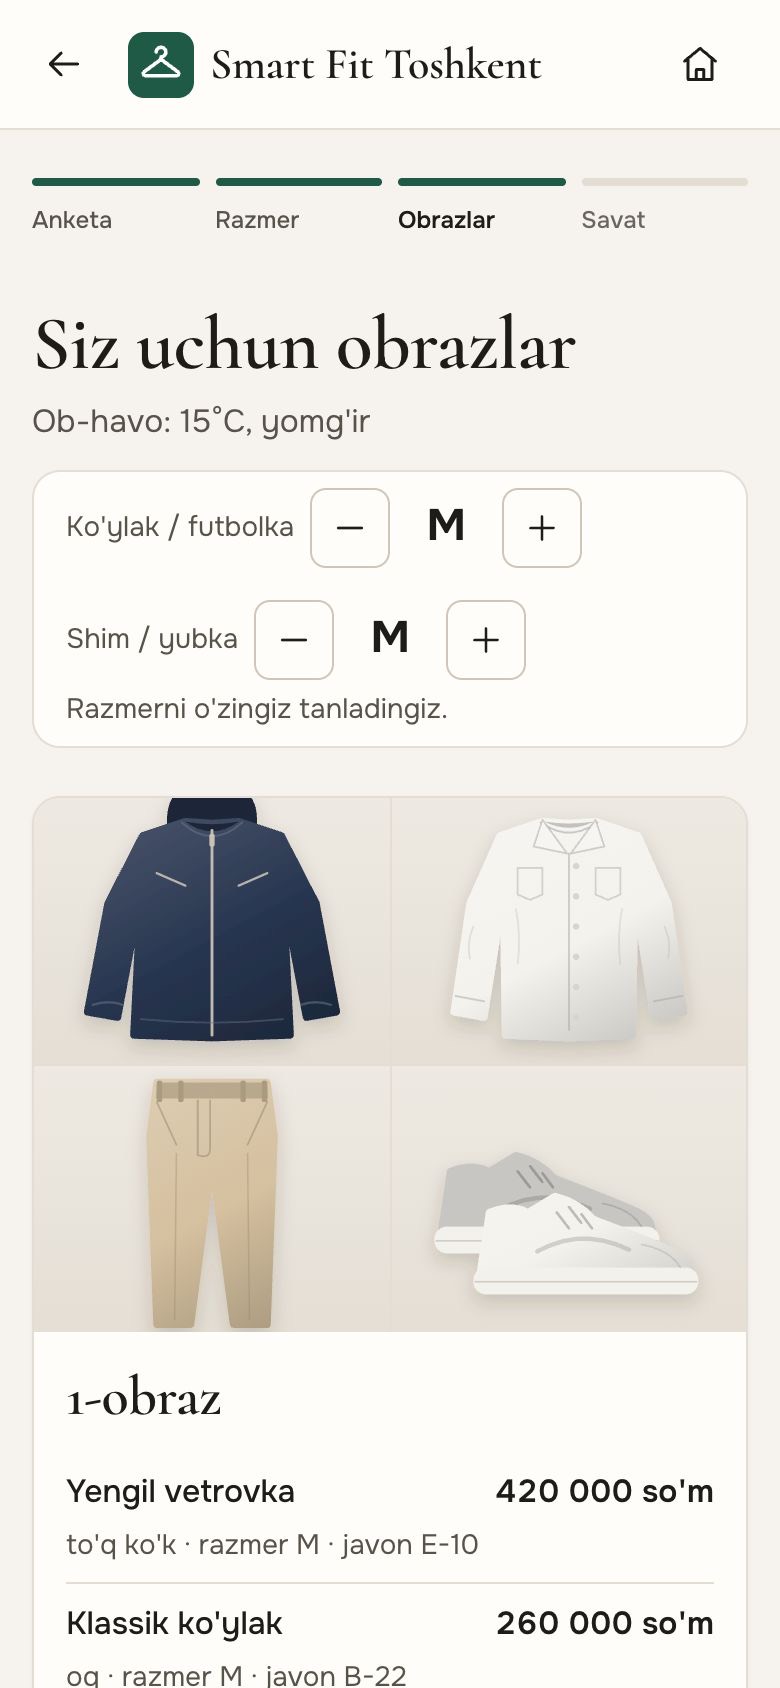 Smart Fit Toshkent
Anketa
Razmer
Obrazlar
Savat
Siz uchun obrazlar
Ob-havo: 15°C, yomg'ir
Ko'ylak / futbolka − M +
Shim / yubka − M +
Razmerni o'zingiz tanladingiz.
1-obraz
Yengil vetrovka 420 000 so'm
to'q ko'k · razmer M · javon E-10
Klassik ko'ylak 260 000 so'm
oq · razmer M · javon B-22